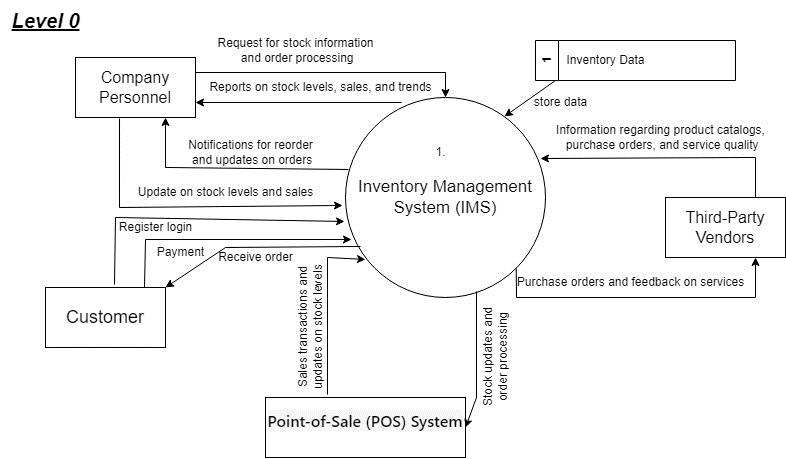 Level 0
Request for stock information
and order processing
Company
Personnel
Reports on stock levels, sales, and trends
1
Inventory Data
store data
Notifications for reorder
and updates on orders
Information regarding product catalogs,
purchase orders, and service quality
1.
Inventory Management
System (IMS)
Update on stock levels and sales
Third-Party
Vendors
Register login
Payment
Receive order
Purchase orders and feedback on services
Customer
Sales transactions and
updates on stock levels
Stock updates and
order processing
Point-of-Sale (POS) System